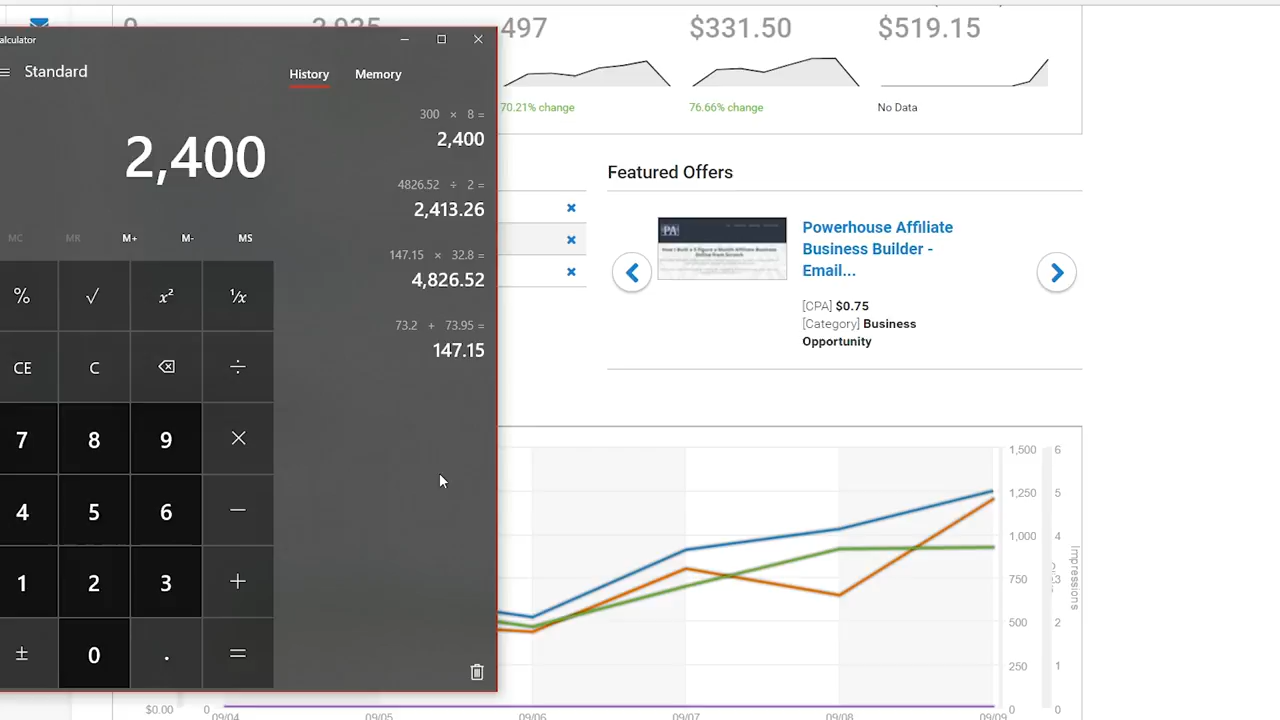 497
$331.50
$519.15
alculator
Standard
History
Memory
300 × 8 =
2,400
70.21% change
76.66% change
No Data
2,400
4826.52 ÷ 2 =
2,413.26
Featured Offers
MC
MR
M+
M-
MS
147.15 × 32.8 =
4,826.52
PA
Powerhouse Affiliate
Business Builder -
Email...
[CPA] $0.75
[Category] Business
Opportunity
73.2 + 73.95 =
147.15
%
√
x²
¹/x
CE
C
÷
7
8
9
×
4
5
6
−
1
2
3
+
±
0
.
=
1,500
6
1,250
5
1,000
4
750
3
500
2
250
1
0
0
Impressions
$0.00
0
09/04
09/05
09/06
09/07
09/08
09/09